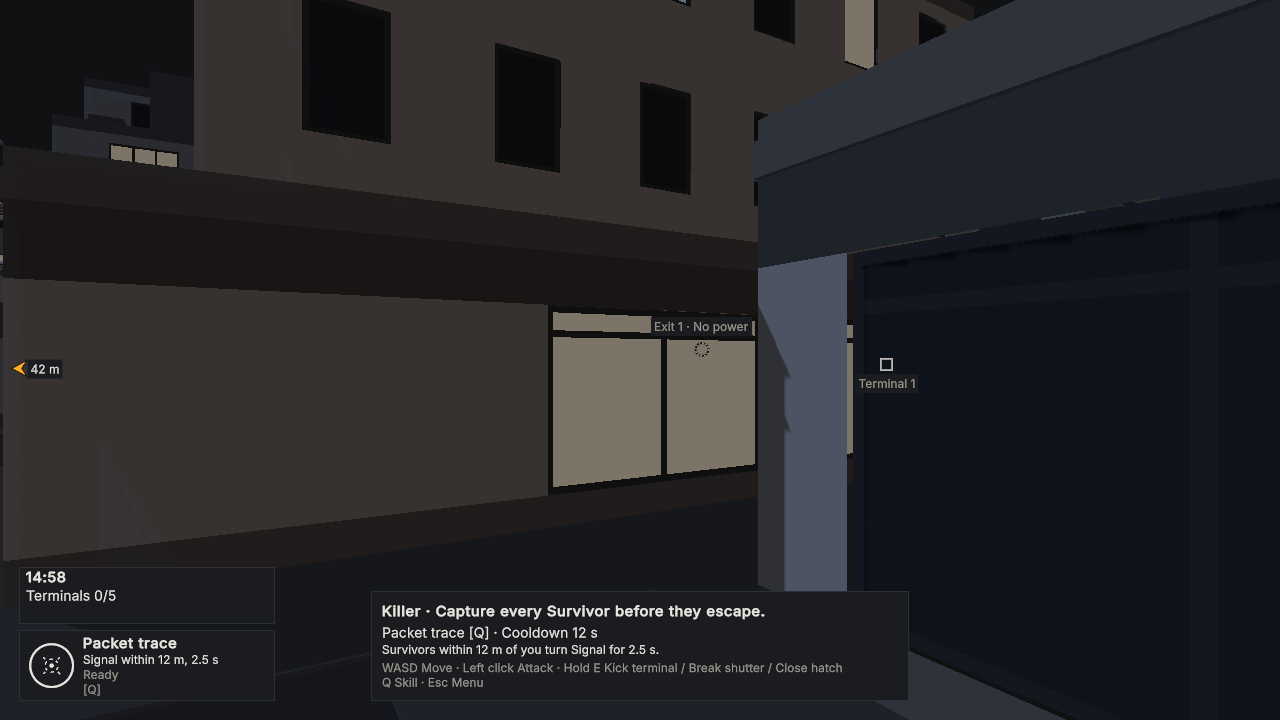 Exit 1 · No power
42 m
Terminal 1
14:58
Terminals 0/5
Packet trace
Signal within 12 m, 2.5 s
Ready
[Q]
Killer · Capture every Survivor before they escape.
Packet trace [Q] · Cooldown 12 s
Survivors within 12 m of you turn Signal for 2.5 s.
WASD Move · Left click Attack · Hold E Kick terminal / Break shutter / Close hatch
Q Skill · Esc Menu